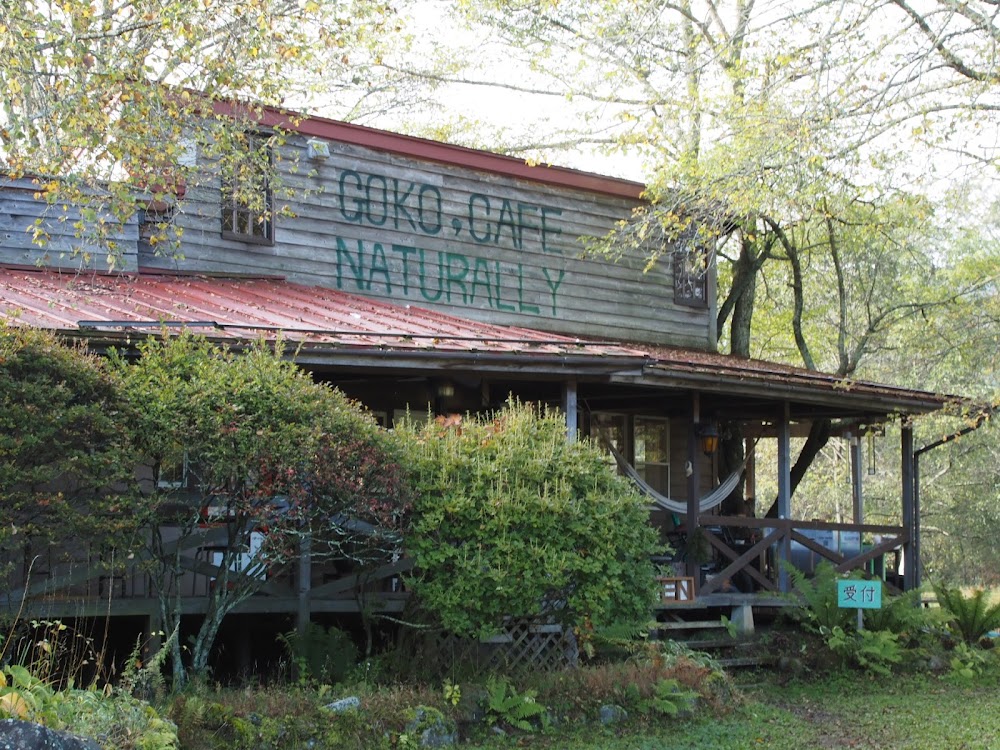 GOKO, CAFE
NATURALLY
受付